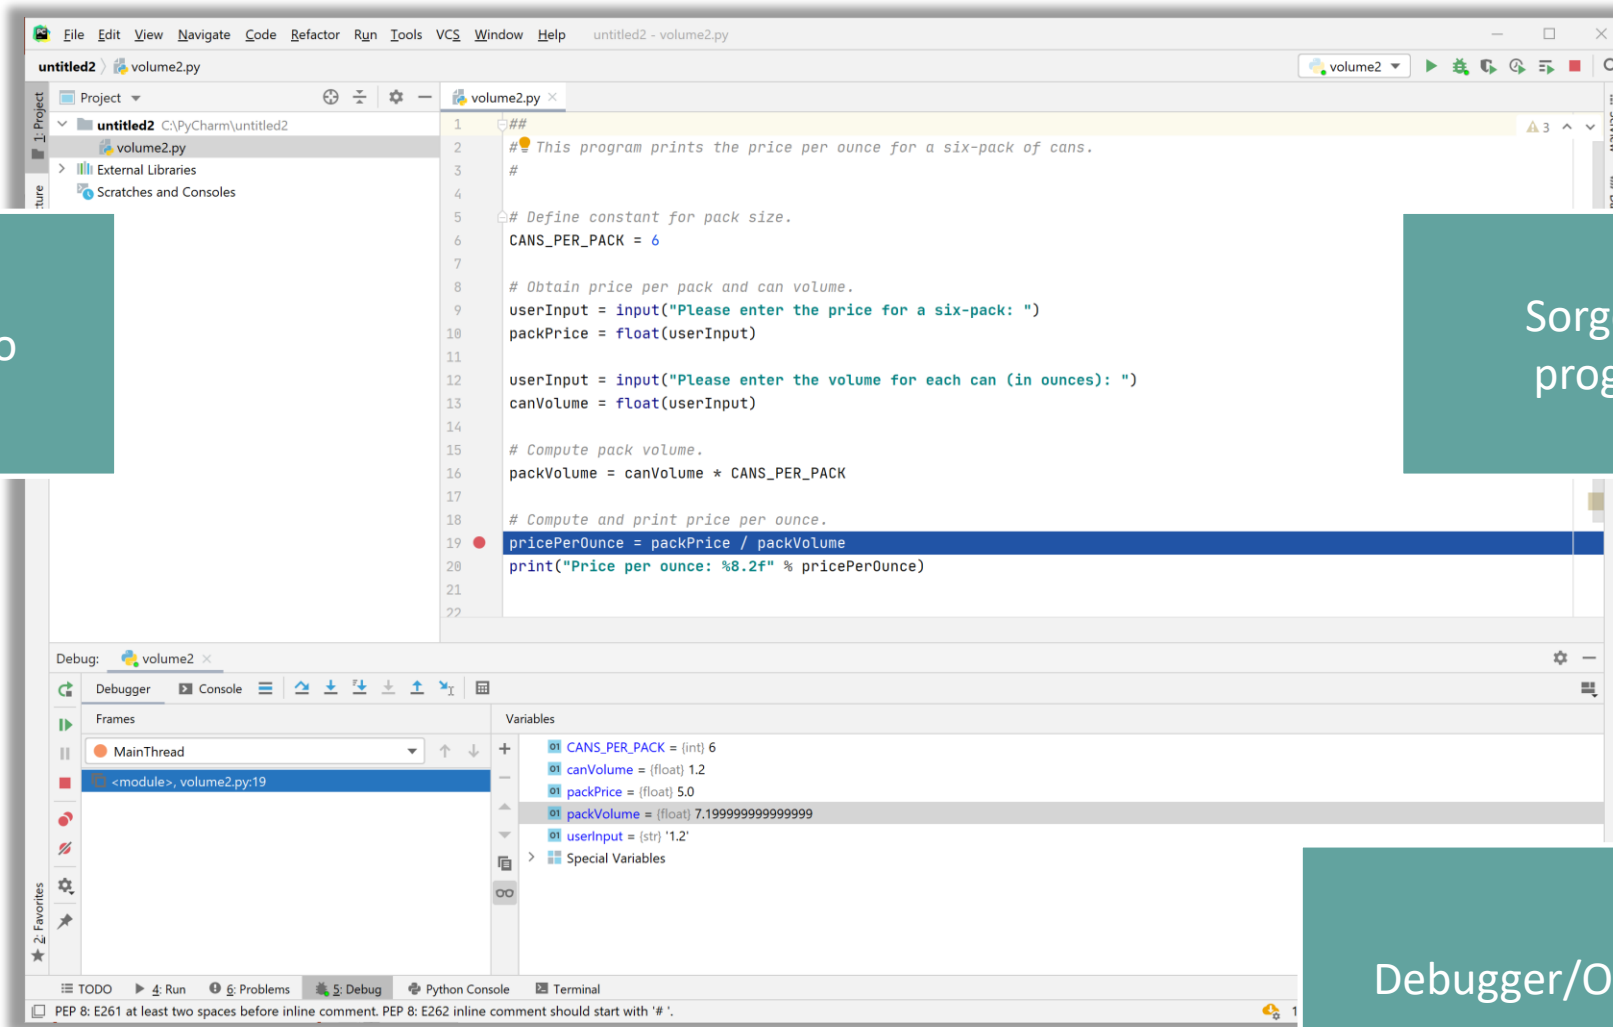 File Edit View Navigate Code Refactor Run Tools VCS Window Help untitled2 - volume2.py
untitled2 volume2.py volume2
1: Project
Project
volume2.py
untitled2 C:\PyCharm\untitled2
volume2.py
External Libraries
Scratches and Consoles
3
1 ##
2 # This program prints the price per ounce for a six-pack of cans.
3 #
4
5 # Define constant for pack size.
6 CANS_PER_PACK = 6
7
8 # Obtain price per pack and can volume.
9 userInput = input("Please enter the price for a six-pack: ")
10 packPrice = float(userInput)
11
12 userInput = input("Please enter the volume for each can (in ounces): ")
13 canVolume = float(userInput)
14
15 # Compute pack volume.
16 packVolume = canVolume * CANS_PER_PACK
17
18 # Compute and print price per ounce.
19 pricePerOunce = packPrice / packVolume
20 print("Price per ounce: %8.2f" % pricePerOunce)
21
22
o
Sorg
prog
Debug: volume2
Debugger Console
Frames
Variables
MainThread
<module>, volume2.py:19
CANS_PER_PACK = {int} 6
canVolume = {float} 1.2
packPrice = {float} 5.0
packVolume = {float} 7.199999999999999
userInput = {str} '1.2'
Special Variables
2: Favorites
Debugger/O
TODO 4: Run 6: Problems 5: Debug Python Console Terminal
PEP 8: E261 at least two spaces before inline comment. PEP 8: E262 inline comment should start with '# '. 1